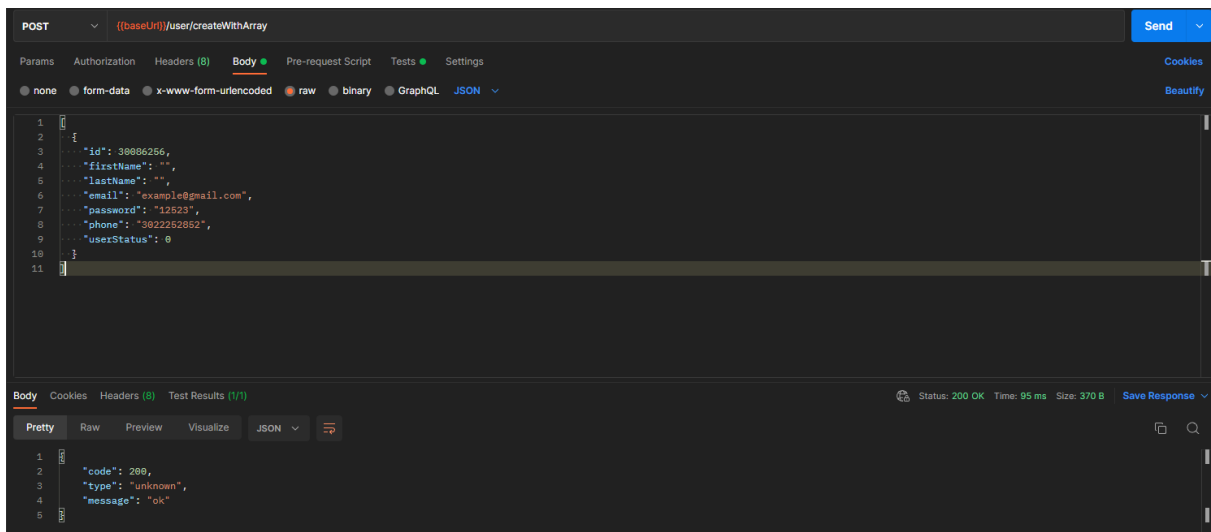 POST {{baseUrl}}/user/createWithArray Send
Params Authorization Headers (8) Body Pre-request Script Tests Settings Cookies
none form-data x-www-form-urlencoded raw binary GraphQL JSON Beautify
1 [
2 {
3 "id": 30086256,
4 "firstName": "",
5 "lastName": "",
6 "email": "example@gmail.com",
7 "password": "12523",
8 "phone": "3022252852",
9 "userStatus": 0
10 }
11 ]
Body Cookies Headers (8) Test Results (1/1) Status: 200 OK Time: 95 ms Size: 370 B Save Response
Pretty Raw Preview Visualize JSON
1 {
2 "code": 200,
3 "type": "unknown",
4 "message": "ok"
5 }